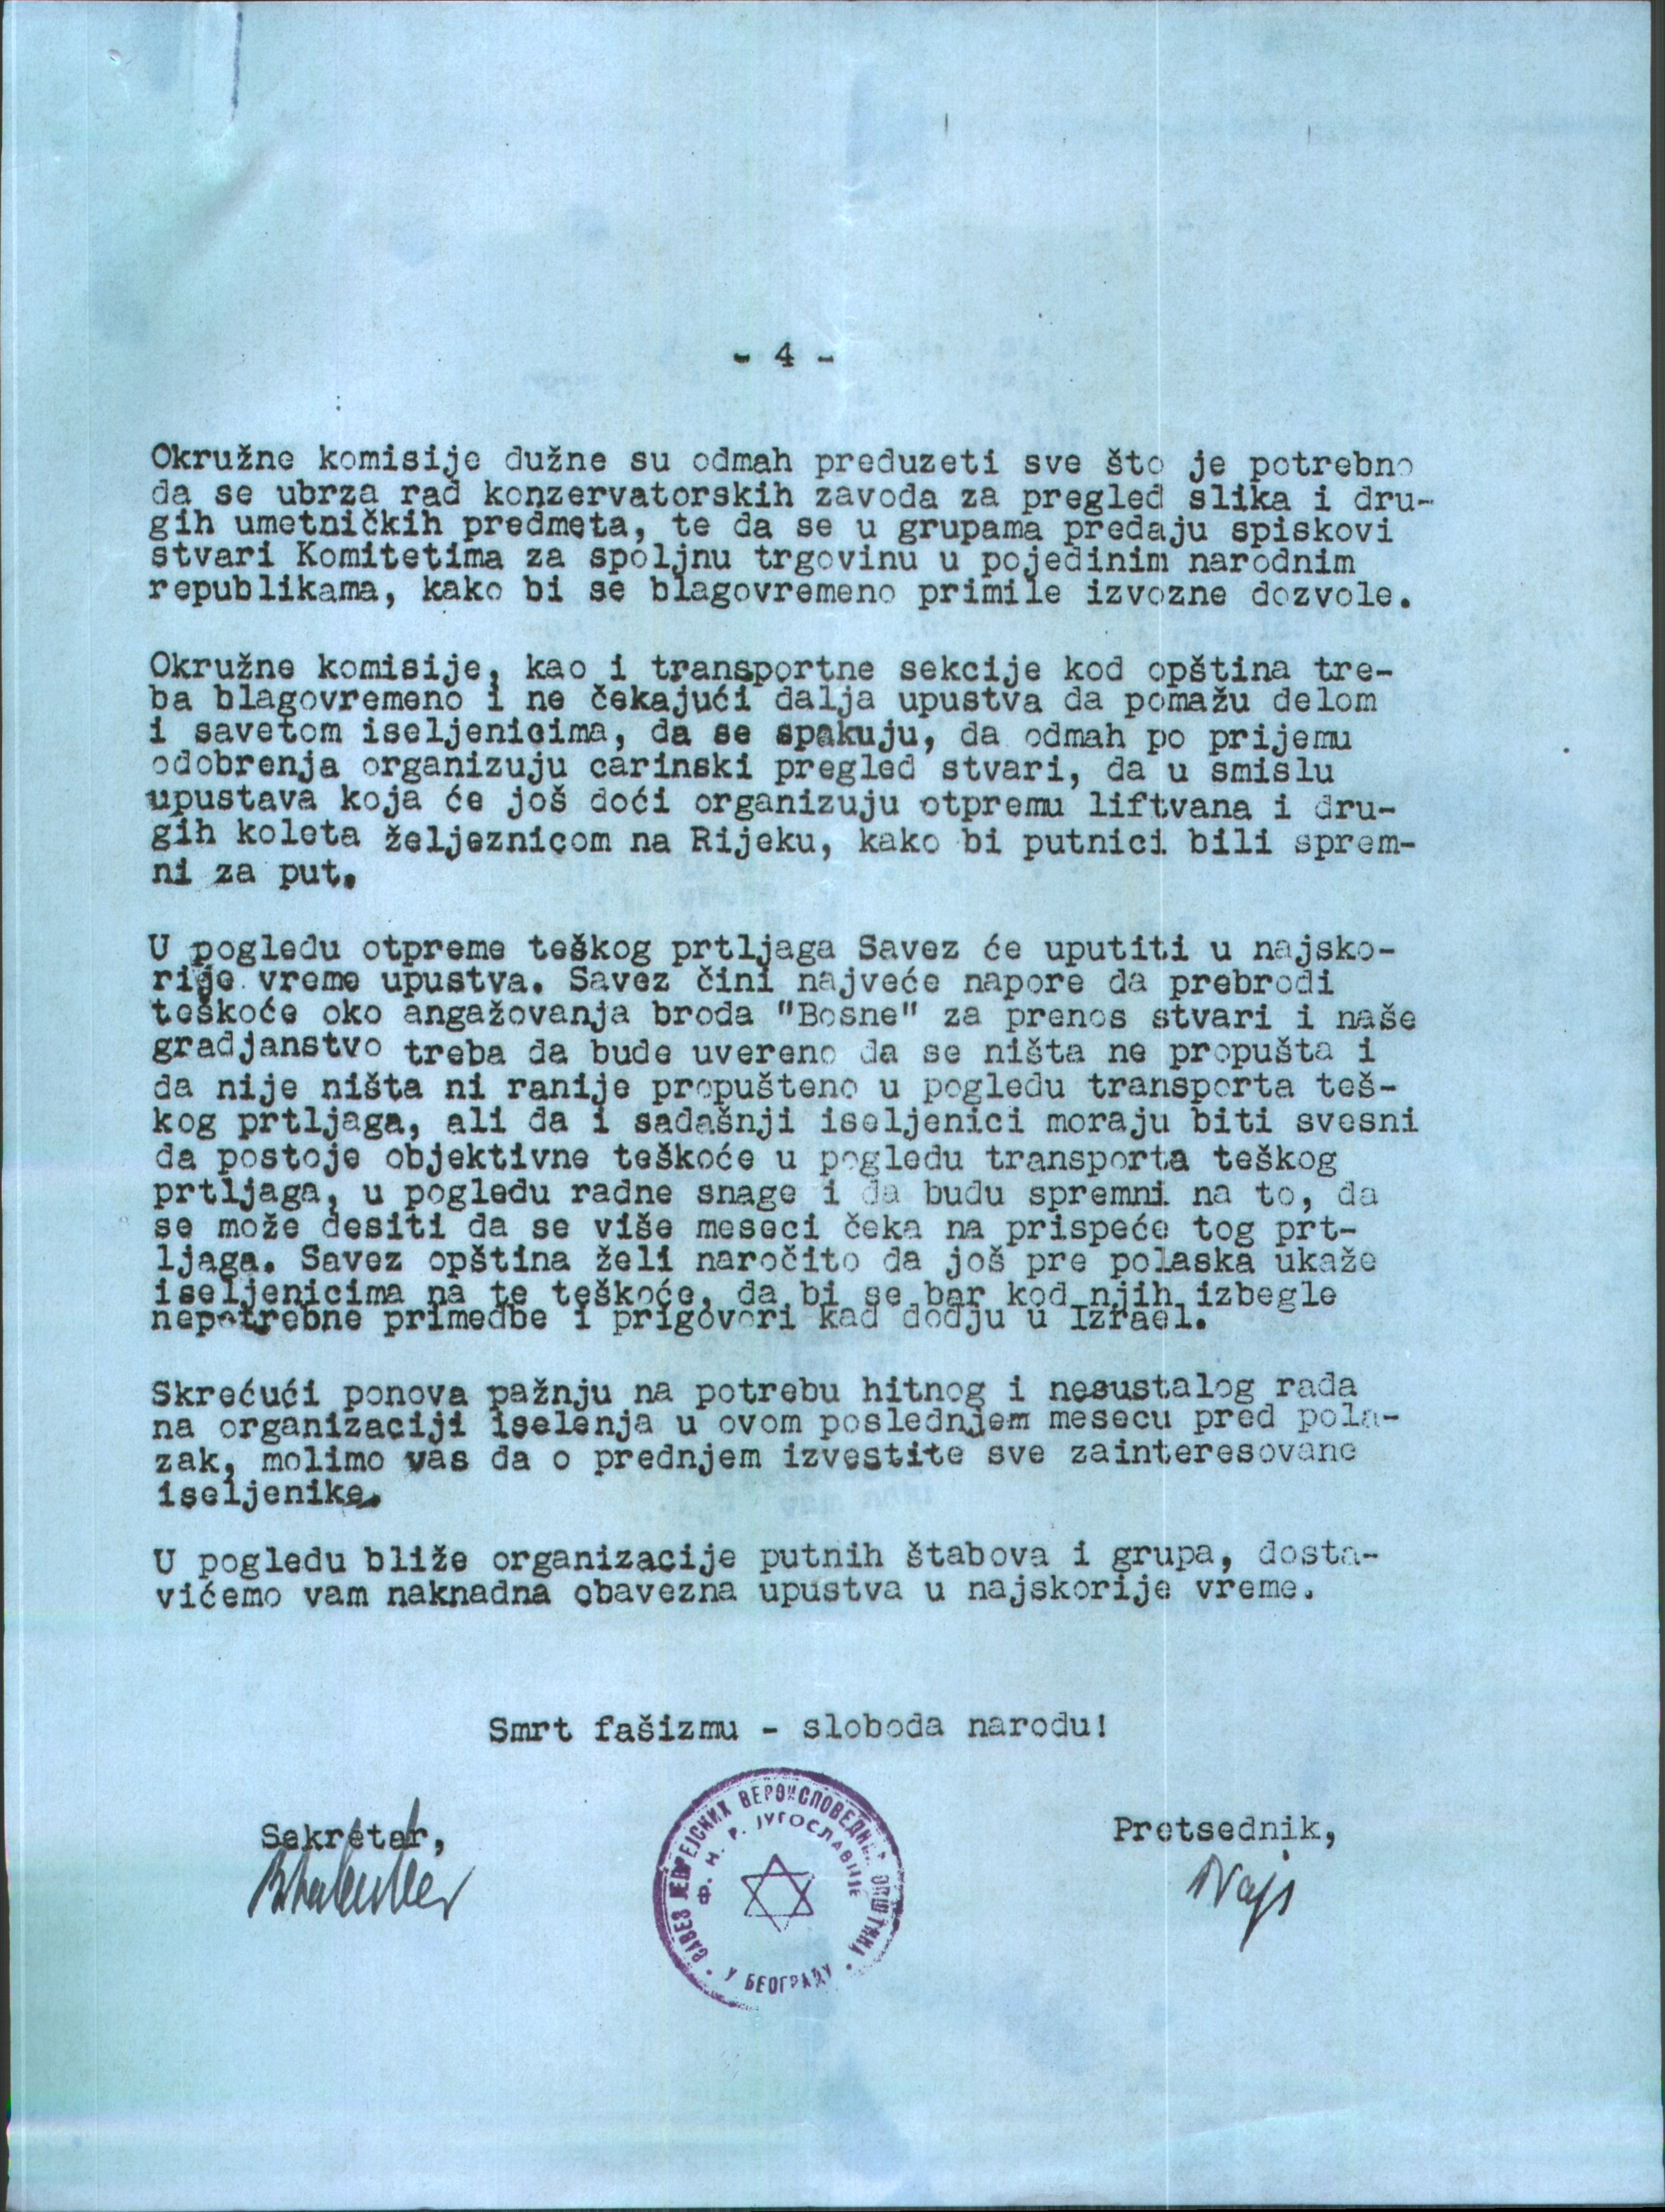 - 4 -
Okružne komisije dužne su odmah preduzeti sve što je potrebno
da se ubrza rad konzervatorskih zavoda za pregled slika i dru-
gih umetničkih predmeta, te da se u grupama predaju spiskovi
stvari Komitetima za spoljnu trgovinu u pojedinim narodnim
republikama, kako bi se blagovremeno primile izvozne dozvole.
Okružne komisije, kao i transportne sekcije kod opština tre-
ba blagovremeno i ne čekajući dalja upustva da pomažu delom
i savetom iseljenicima, da se spakuju, da odmah po prijemu
odobrenja organizuju carinski pregled stvari, da u smislu
upustava koja će još doći organizuju otpremu liftvana i dru-
gih koleta željeznicom na Rijeku, kako bi putnici bili sprem-
ni za put.
U pogledu otpreme teškog prtljaga Savez će uputiti u najsko-
rije vreme upustva. Savez čini najveće napore da prebrodi
teškoće oko angažovanja broda "Bosne" za prenos stvari i naše
gradjanstvo treba da bude uvereno da se ništa ne propušta i
da nije ništa ni ranije propušteno u pogledu transporta teš-
kog prtljaga, ali da i sadašnji iseljenici moraju biti svesni
da postoje objektivne teškoće u pogledu transporta teškog
prtljaga, u pogledu radne snage i da budu spremni na to, da
se može desiti da se više meseci čeka na prispeće tog prt-
ljaga. Savez opština želi naročito da još pre polaska ukaže
iseljenicima na te teškoće, da bi se bar kod njih izbegle
nepotrebne primedbe i prigovori kad dodju u Izrael.
Skrećući ponova pažnju na potrebu hitnog i nesustalog rada
na organizaciji iselenja u ovom poslednjem mesecu pred pola-
zak, molimo vas da o prednjem izvestite sve zainteresovane
iseljenike.
U pogledu bliže organizacije putnih štabova i grupa, dosta-
vićemo vam naknadna obavezna upustva u najskorije vreme.
Smrt fašizmu - sloboda narodu!
Sekretar,
Pretsednik,
САВЕЗ ЈЕВРЕЈСКИХ ВЕРОИСПОВЕДНИХ ОПШТИНА
Ф. Н. Р. ЈУГОСЛАВИЈЕ
У БЕОГРАДУ